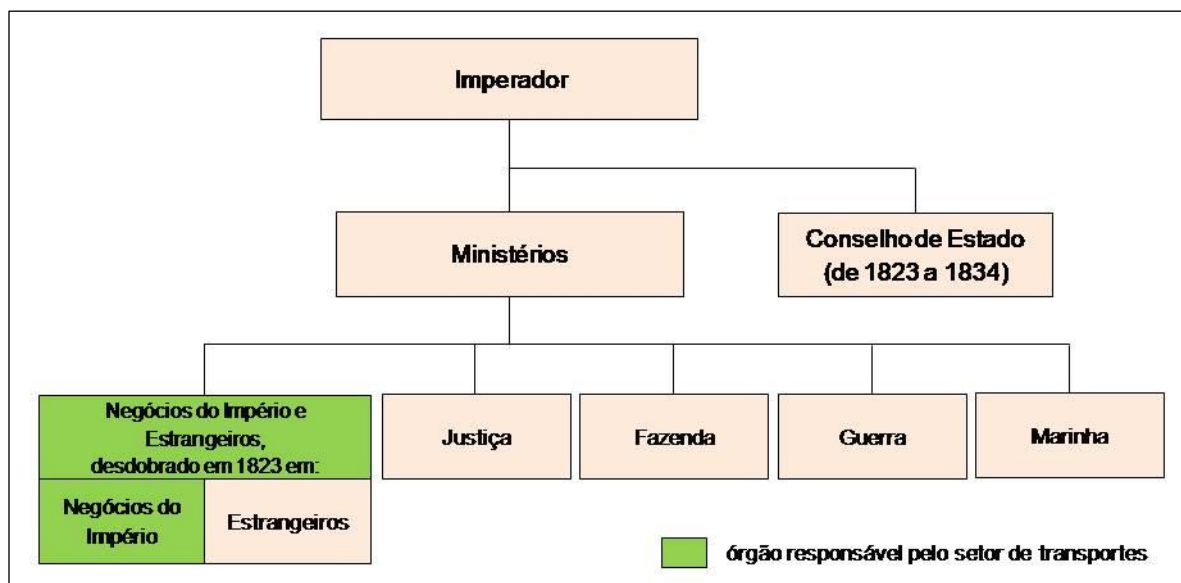 Imperador
Ministérios
Conselho de Estado
(de 1823 a 1834)
Negócios do Império e
Estrangeiros,
desdobrado em 1823 em:
Justiça
Fazenda
Guerra
Marinha
Negócios do
Império
Estrangeiros
órgão responsável pelo setor de transportes